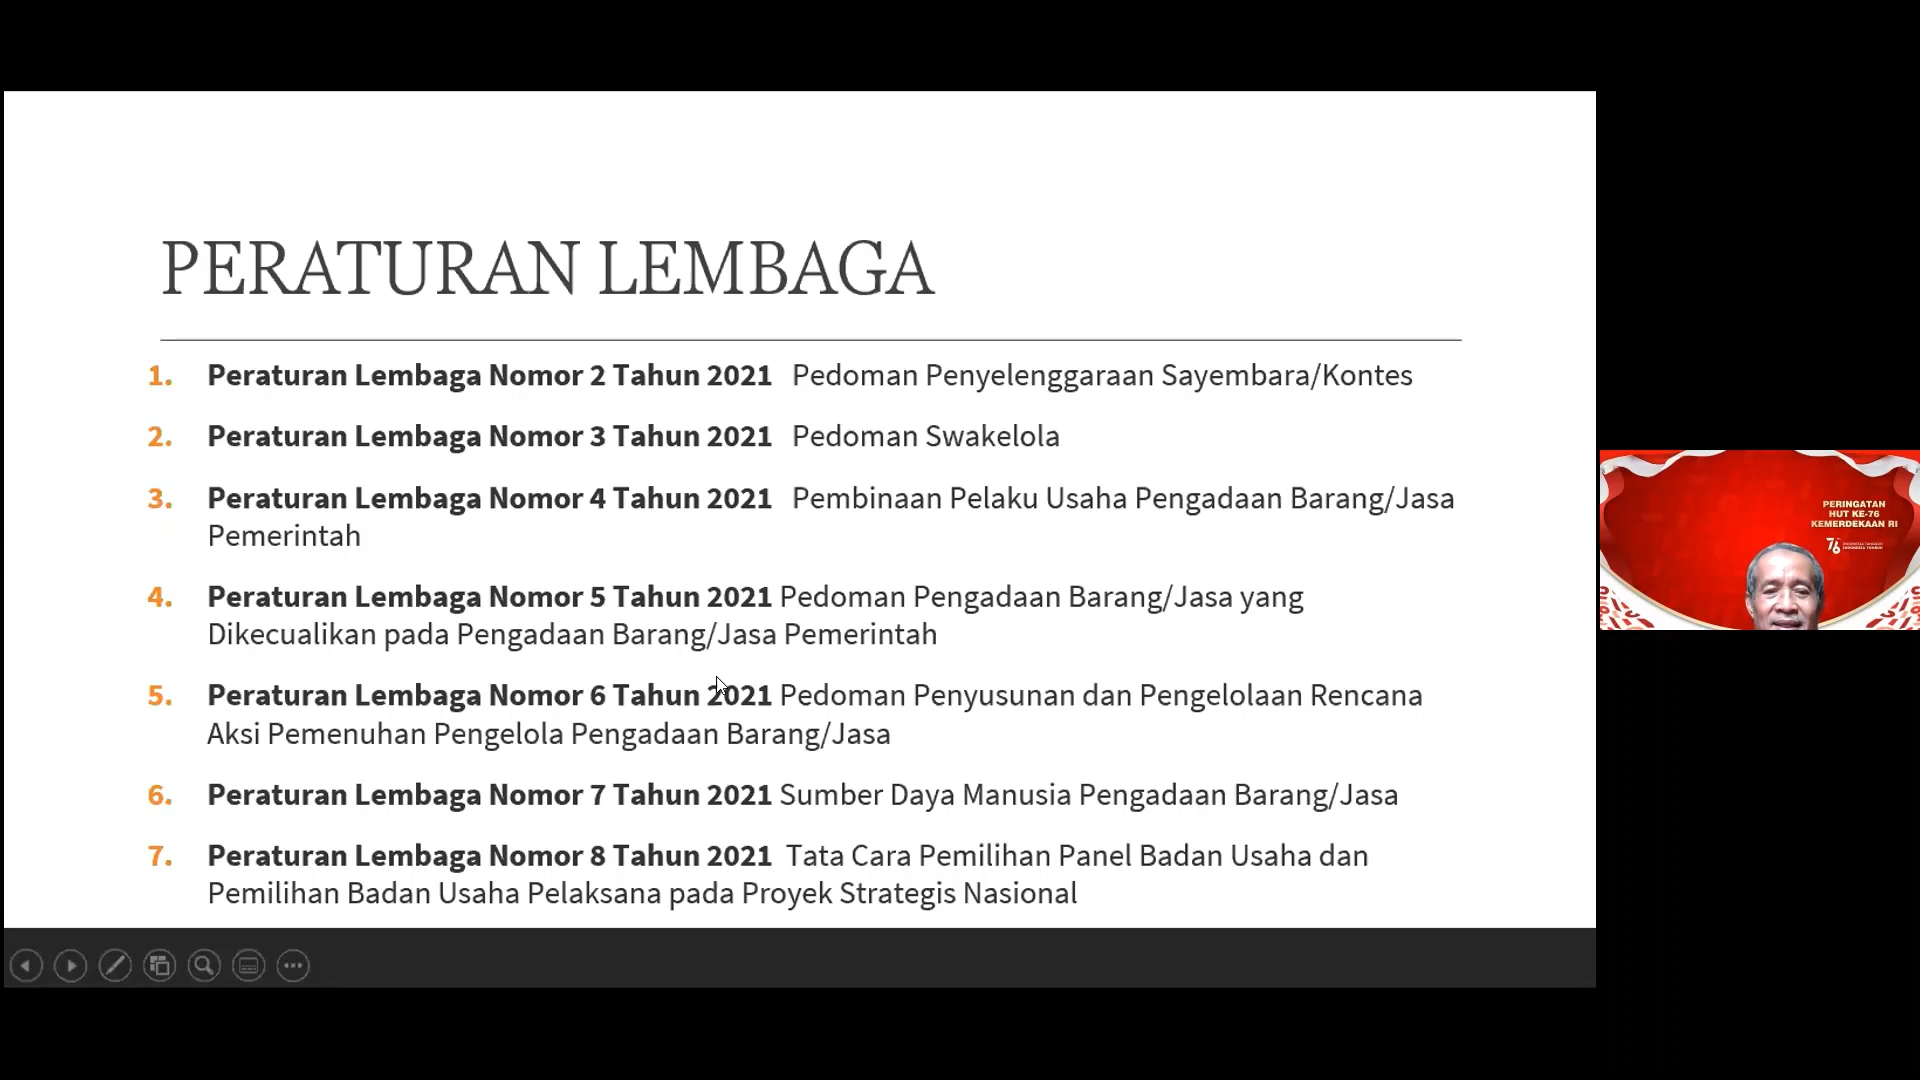 PERATURAN LEMBAGA
1. Peraturan Lembaga Nomor 2 Tahun 2021 Pedoman Penyelenggaraan Sayembara/Kontes
2. Peraturan Lembaga Nomor 3 Tahun 2021 Pedoman Swakelola
3. Peraturan Lembaga Nomor 4 Tahun 2021 Pembinaan Pelaku Usaha Pengadaan Barang/Jasa
Pemerintah
4. Peraturan Lembaga Nomor 5 Tahun 2021 Pedoman Pengadaan Barang/Jasa yang
Dikecualikan pada Pengadaan Barang/Jasa Pemerintah
5. Peraturan Lembaga Nomor 6 Tahun 2021 Pedoman Penyusunan dan Pengelolaan Rencana
Aksi Pemenuhan Pengelola Pengadaan Barang/Jasa
6. Peraturan Lembaga Nomor 7 Tahun 2021 Sumber Daya Manusia Pengadaan Barang/Jasa
7. Peraturan Lembaga Nomor 8 Tahun 2021 Tata Cara Pemilihan Panel Badan Usaha dan
Pemilihan Badan Usaha Pelaksana pada Proyek Strategis Nasional
PERINGATAN
HUT KE-76
KEMERDEKAAN RI
76